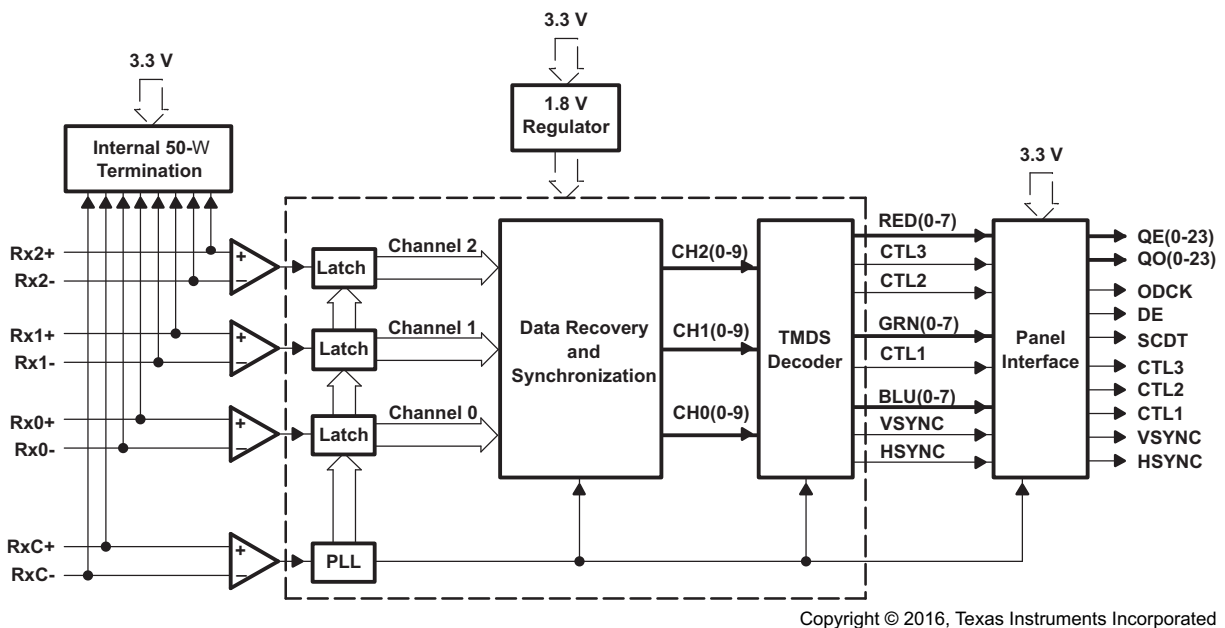 3.3 V
3.3 V
1.8 V
Regulator
Internal 50-W
Termination
3.3 V
Rx2+
Rx2-
Rx1+
Rx1-
Rx0+
Rx0-
RxC+
RxC-
+
−
+
−
+
−
+
−
Latch
Latch
Latch
PLL
Channel 2
Channel 1
Channel 0
Data Recovery
and
Synchronization
CH2(0-9)
CH1(0-9)
CH0(0-9)
TMDS
Decoder
RED(0-7)
CTL3
CTL2
GRN(0-7)
CTL1
BLU(0-7)
VSYNC
HSYNC
Panel
Interface
QE(0-23)
QO(0-23)
ODCK
DE
SCDT
CTL3
CTL2
CTL1
VSYNC
HSYNC
Copyright © 2016, Texas Instruments Incorporated